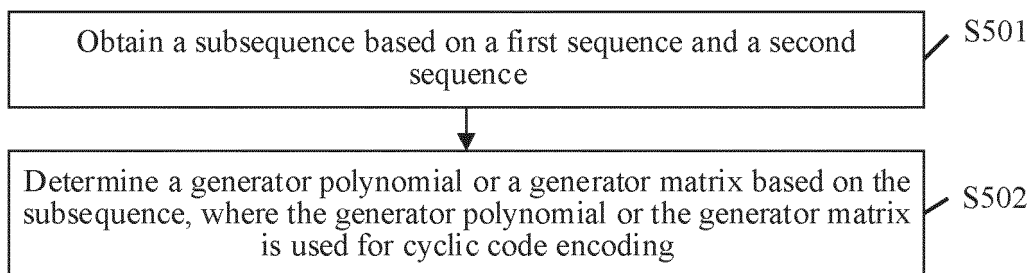 Obtain a subsequence based on a first sequence and a second
sequence
S501
Determine a generator polynomial or a generator matrix based on the
subsequence, where the generator polynomial or the generator matrix
is used for cyclic code encoding
S502